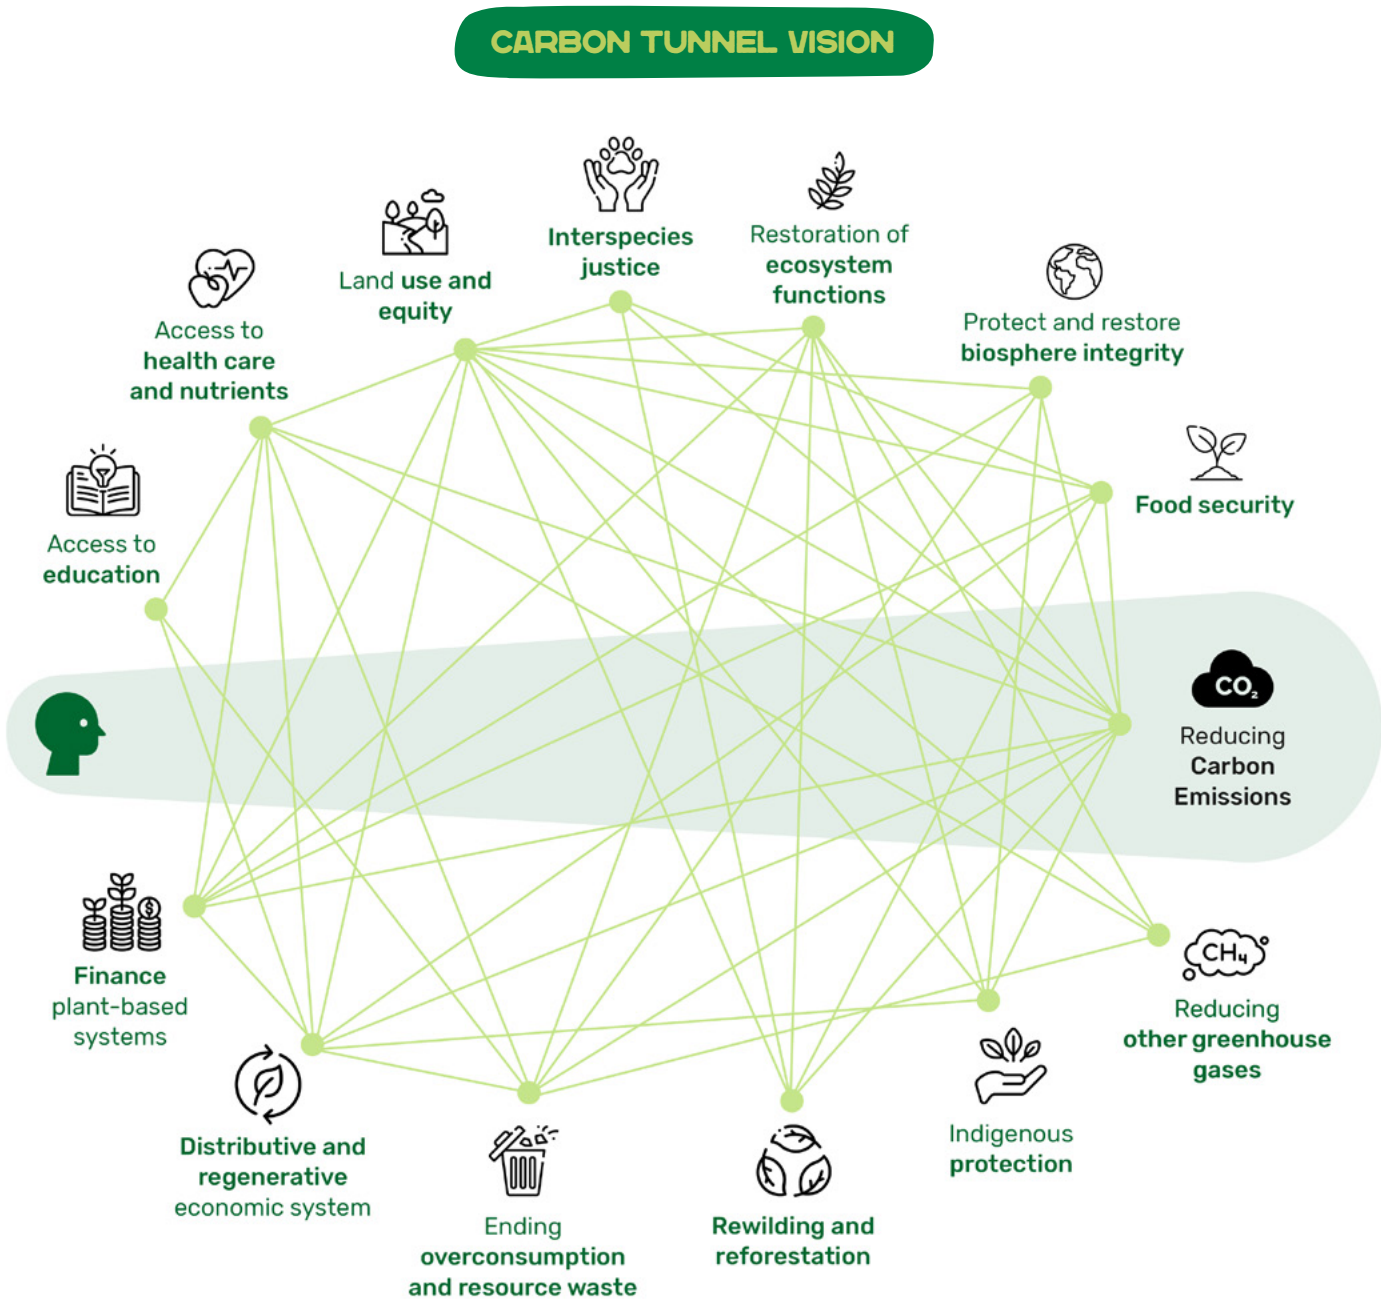 CARBON TUNNEL VISION
Interspecies
justice
Restoration of
ecosystem
functions
Land use and
equity
Protect and restore
biosphere integrity
Access to
health care
and nutrients
Food security
Access to
education
CO₂
Reducing
Carbon
Emissions
Finance
plant-based
systems
$
CH₄
Reducing
other greenhouse
gases
Distributive and
regenerative
economic system
Indigenous
protection
Ending
overconsumption
and resource waste
Rewilding and
reforestation